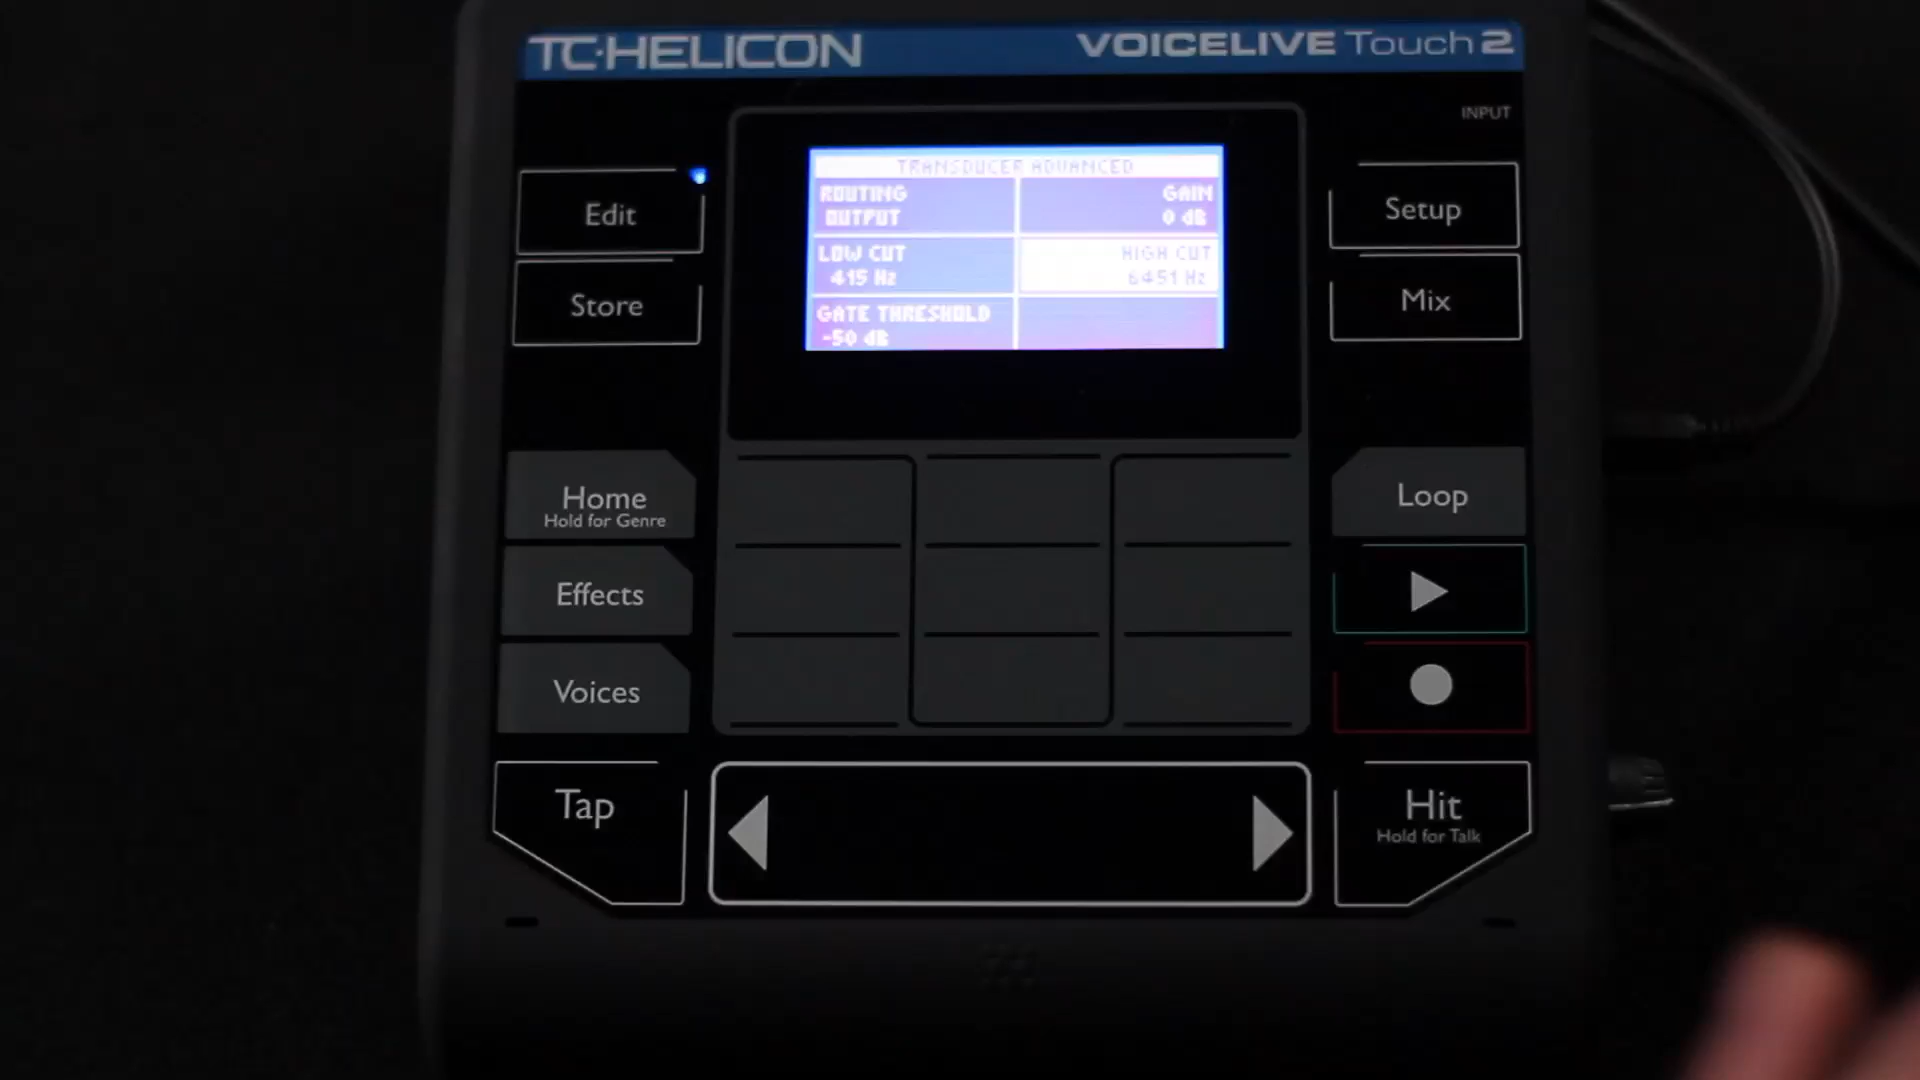 TC·HELICON
VOICELIVE Touch 2
INPUT
TRANSDUCER ADVANCED
ROUTING
OUTPUT
GAIN
0 dB
LOW CUT
415 Hz
HIGH CUT
6451 Hz
GATE THRESHOLD
-50 dB
Edit
Store
Setup
Mix
Home
Hold for Genre
Effects
Voices
Loop
Tap
Hit
Hold for Talk